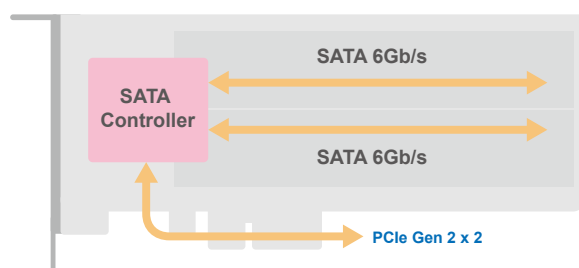 SATA 6Gb/s
SATA
Controller
SATA 6Gb/s
PCIe Gen 2 x 2